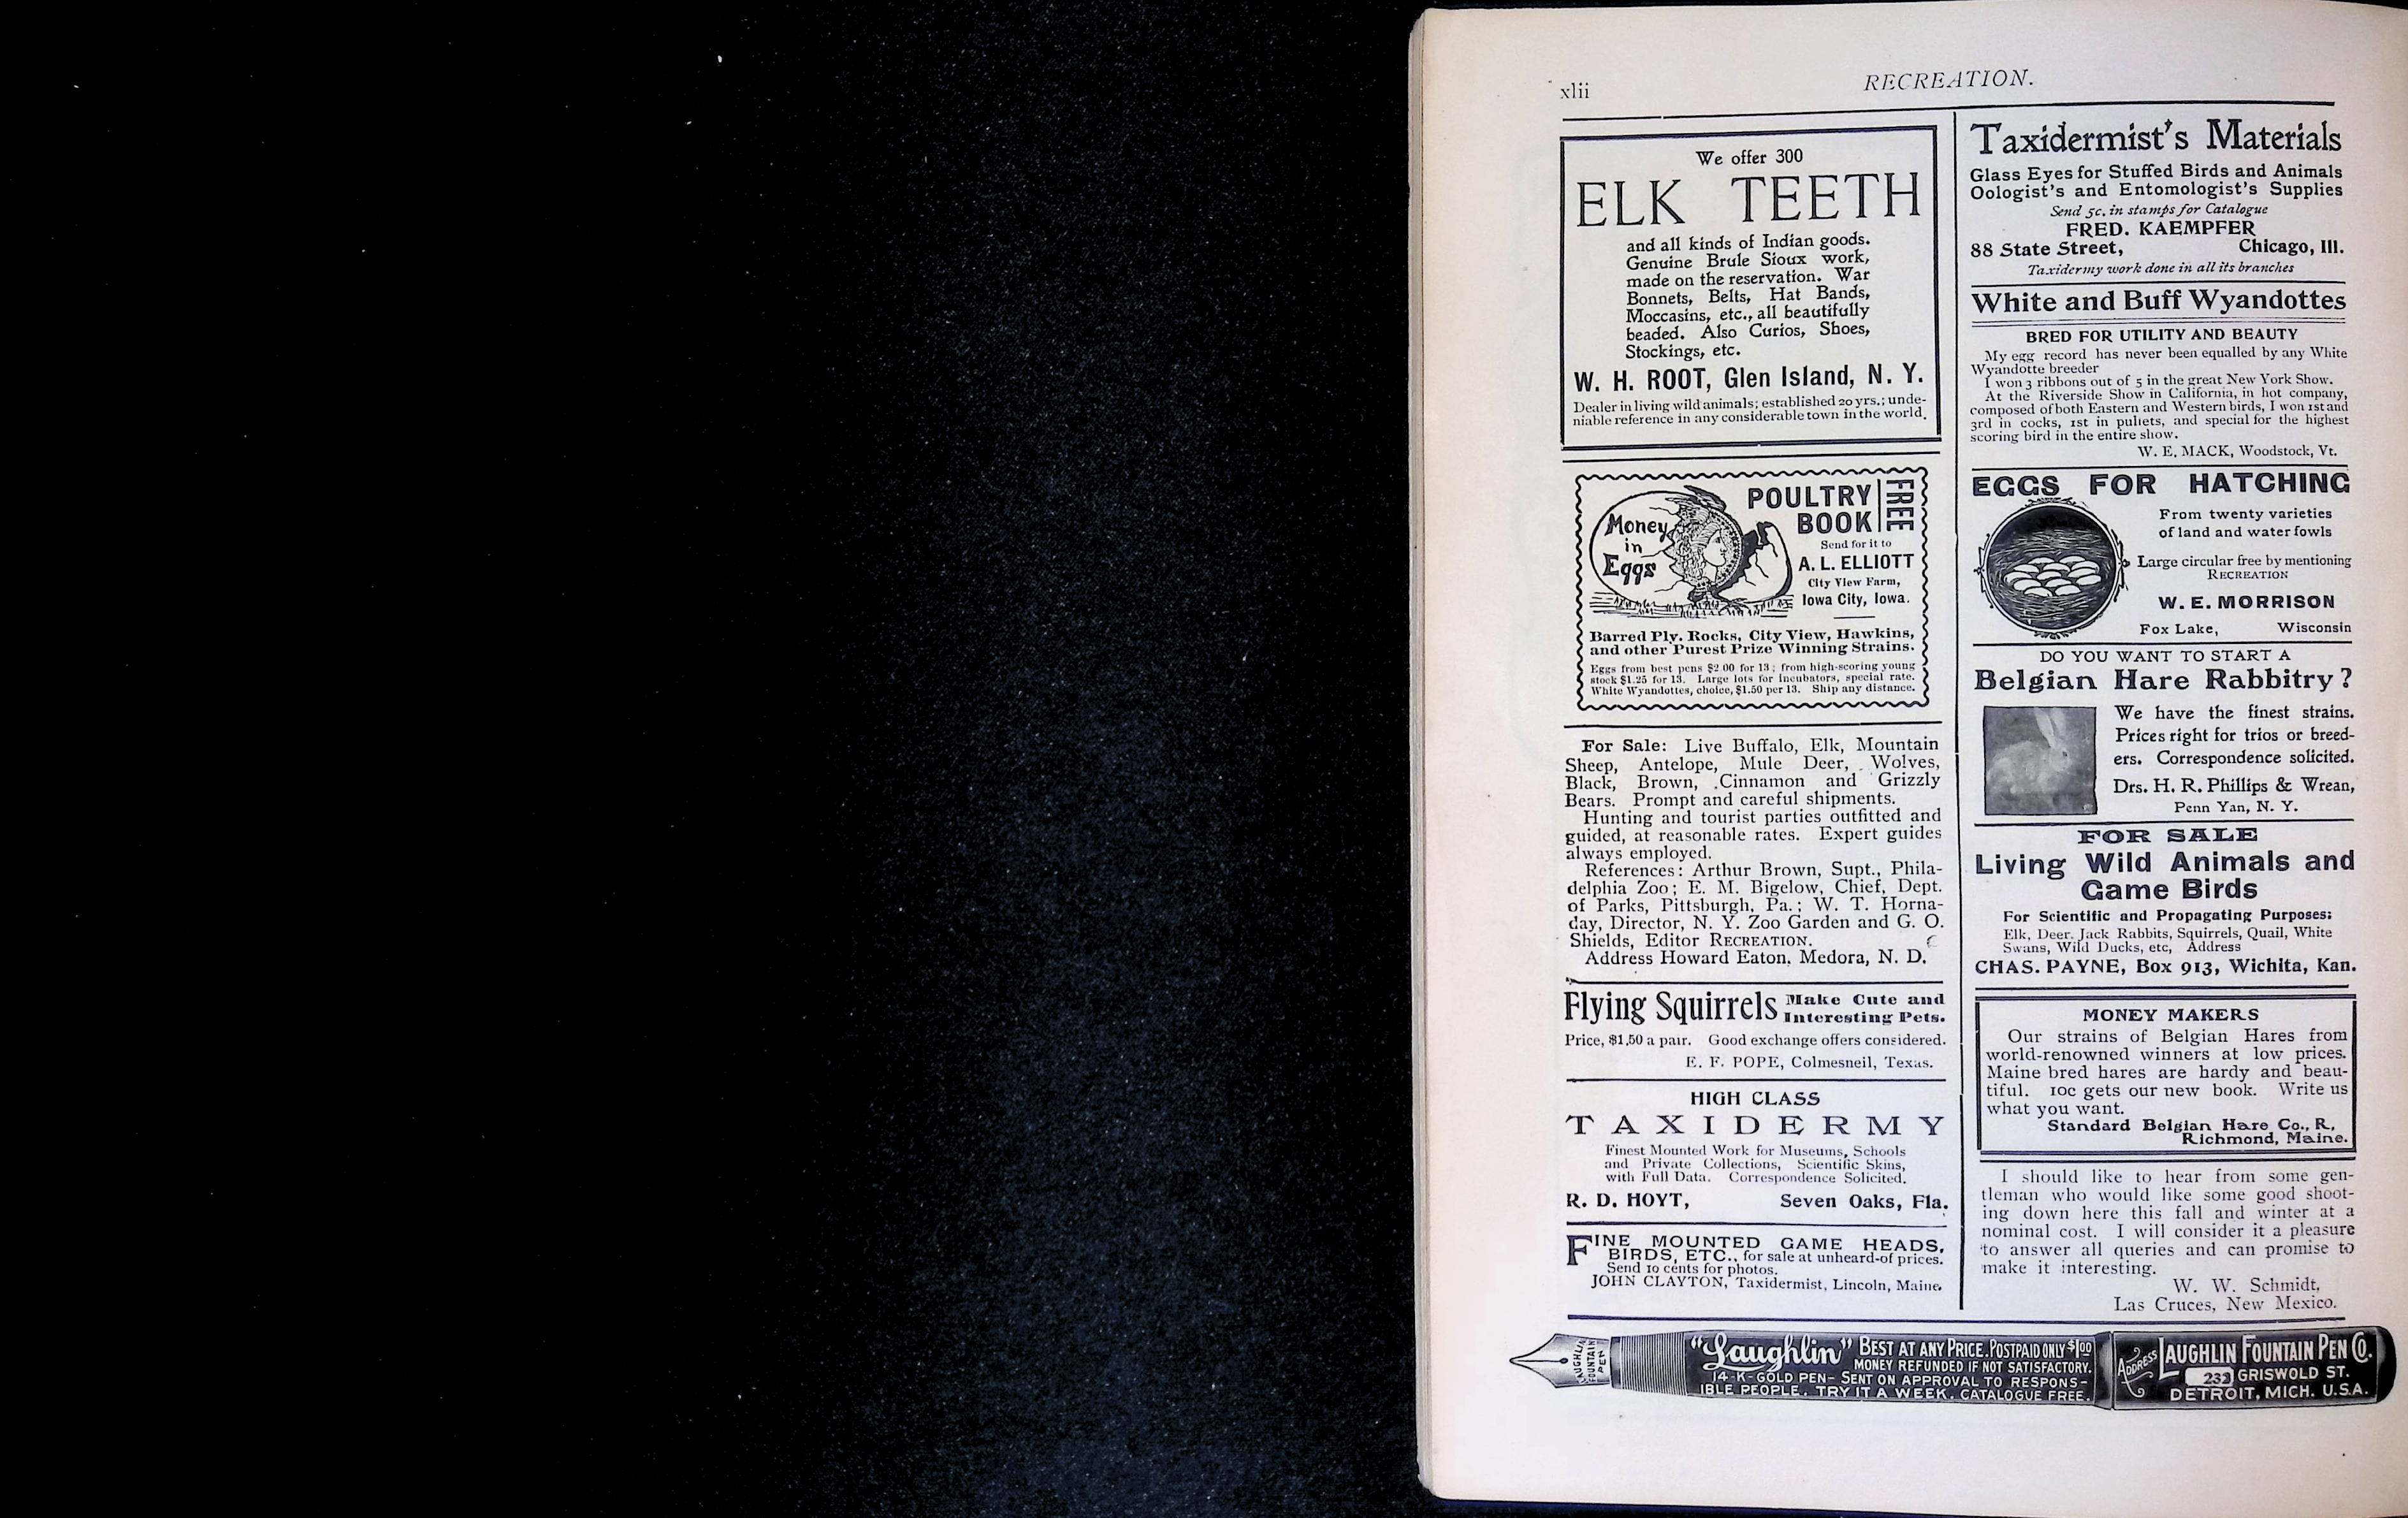 xlii
RECREATION.
We offer 300
ELK TEETH
and all kinds of Indian goods.
Genuine Brule Sioux work,
made on the reservation. War
Bonnets, Belts, Hat Bands,
Moccasins, etc., all beautifully
beaded. Also Curios, Shoes,
Stockings, etc.
W. H. ROOT, Glen Island, N. Y.
Dealer in living wild animals; established 20 yrs.; unde-
niable reference in any considerable town in the world.
Money
in
Eggs
POULTRY
BOOK
FREE
Send for it to
A. L. ELLIOTT
City View Farm,
Iowa City, Iowa.
Barred Ply. Rocks, City View, Hawkins,
and other Purest Prize Winning Strains.
Eggs from best pens $2 00 for 13; from high-scoring young
stock $1.25 for 13. Large lots for Incubators, special rate.
White Wyandottes, choice, $1.50 per 13. Ship any distance.
For Sale: Live Buffalo, Elk, Mountain
Sheep, Antelope, Mule Deer, Wolves,
Black, Brown, Cinnamon and Grizzly
Bears. Prompt and careful shipments.
Hunting and tourist parties outfitted and
guided, at reasonable rates. Expert guides
always employed.
References: Arthur Brown, Supt., Phila-
delphia Zoo; E. M. Bigelow, Chief, Dept.
of Parks, Pittsburgh, Pa.; W. T. Horna-
day, Director, N. Y. Zoo Garden and G. O.
Shields, Editor RECREATION.
Address Howard Eaton, Medora, N. D.
Flying Squirrels Make Cute and
Interesting Pets.
Price, $1.50 a pair. Good exchange offers considered.
E. F. POPE, Colmesneil, Texas.
HIGH CLASS
TAXIDERMY
Finest Mounted Work for Museums, Schools
and Private Collections, Scientific Skins,
with Full Data. Correspondence Solicited.
R. D. HOYT, Seven Oaks, Fla.
FINE MOUNTED GAME HEADS,
BIRDS, ETC., for sale at unheard-of prices.
Send 10 cents for photos.
JOHN CLAYTON, Taxidermist, Lincoln, Maine.
Taxidermist's Materials
Glass Eyes for Stuffed Birds and Animals
Oologist's and Entomologist's Supplies
Send 5c. in stamps for Catalogue
FRED. KAEMPFER
88 State Street, Chicago, Ill.
Taxidermy work done in all its branches
White and Buff Wyandottes
BRED FOR UTILITY AND BEAUTY
My egg record has never been equalled by any White
Wyandotte breeder
I won 3 ribbons out of 5 in the great New York Show.
At the Riverside Show in California, in hot company,
composed of both Eastern and Western birds, I won 1st and
3rd in cocks, 1st in pullets, and special for the highest
scoring bird in the entire show.
W. E. MACK, Woodstock, Vt.
EGGS FOR HATCHING
From twenty varieties
of land and water fowls
Large circular free by mentioning
RECREATION
W. E. MORRISON
Fox Lake, Wisconsin
DO YOU WANT TO START A
Belgian Hare Rabbitry?
We have the finest strains.
Prices right for trios or breed-
ers. Correspondence solicited.
Drs. H. R. Phillips & Wrean,
Penn Yan, N. Y.
FOR SALE
Living Wild Animals and
Game Birds
For Scientific and Propagating Purposes:
Elk, Deer, Jack Rabbits, Squirrels, Quail, White
Swans, Wild Ducks, etc, Address
CHAS. PAYNE, Box 913, Wichita, Kan.
MONEY MAKERS
Our strains of Belgian Hares from
world-renowned winners at low prices.
Maine bred hares are hardy and beau-
tiful. 10c gets our new book. Write us
what you want.
Standard Belgian Hare Co., R,
Richmond, Maine.
I should like to hear from some gen-
tleman who would like some good shoot-
ing down here this fall and winter at a
nominal cost. I will consider it a pleasure
to answer all queries and can promise to
make it interesting.
W. W. Schmidt,
Las Cruces, New Mexico.
LAUGHLIN
FOUNTAIN
PEN
"Laughlin" BEST AT ANY PRICE. POSTPAID ONLY $1.00
MONEY REFUNDED IF NOT SATISFACTORY.
14-K-GOLD PEN-SENT ON APPROVAL TO RESPONS-
IBLE PEOPLE. TRY IT A WEEK. CATALOGUE FREE.
ADDRESS LAUGHLIN FOUNTAIN PEN CO.
232 GRISWOLD ST.
DETROIT, MICH. U.S.A.